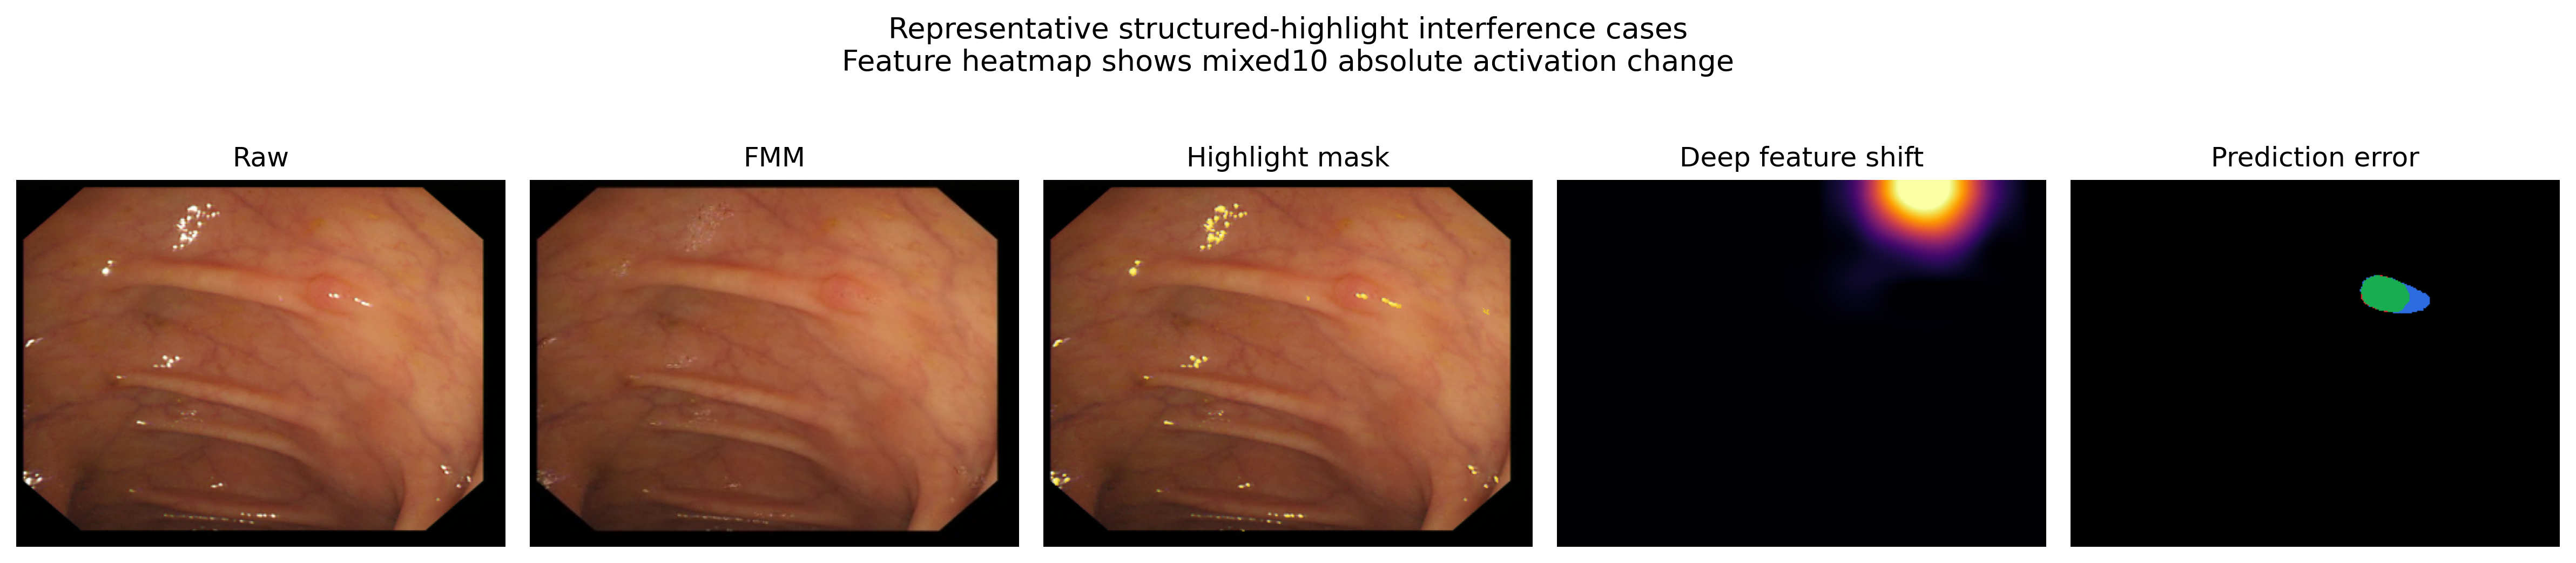 Representative structured-highlight interference cases
Feature heatmap shows mixed10 absolute activation change
Raw
FMM
Highlight mask
Deep feature shift
Prediction error